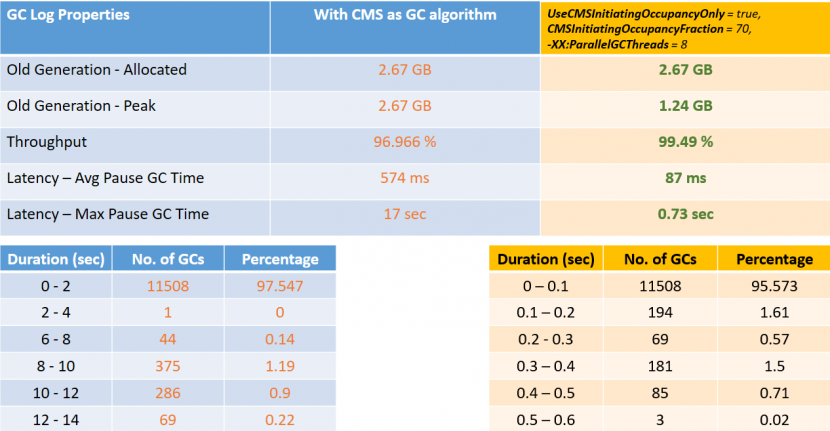 GC Log Properties With CMS as GC algorithm UseCMSInitiatingOccupancyOnly = true,
CMSInitiatingOccupancyFraction = 70,
-XX:ParallelGCThreads = 8
Old Generation - Allocated 2.67 GB 2.67 GB
Old Generation - Peak 2.67 GB 1.24 GB
Throughput 96.966 % 99.49 %
Latency – Avg Pause GC Time 574 ms 87 ms
Latency – Max Pause GC Time 17 sec 0.73 sec
Duration (sec) No. of GCs Percentage
0 - 2 11508 97.547
2 - 4 1 0
6 - 8 44 0.14
8 - 10 375 1.19
10 - 12 286 0.9
12 - 14 69 0.22
Duration (sec) No. of GCs Percentage
0 – 0.1 11508 95.573
0.1 – 0.2 194 1.61
0.2 - 0.3 69 0.57
0.3 – 0.4 181 1.5
0.4 – 0.5 85 0.71
0.5 – 0.6 3 0.02